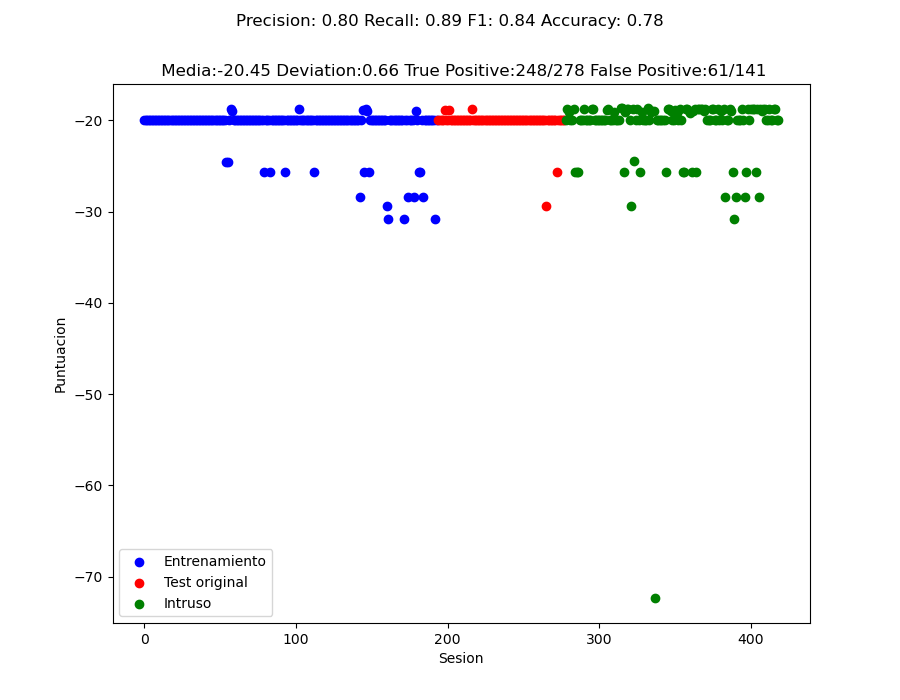 Precision: 0.80 Recall: 0.89 F1: 0.84 Accuracy: 0.78
Media:-20.45 Deviation:0.66 True Positive:248/278 False Positive:61/141
−20
−30
−40
−50
−60
−70
Puntuacion
Entrenamiento
Test original
Intruso
0 100 200 300 400
Sesion